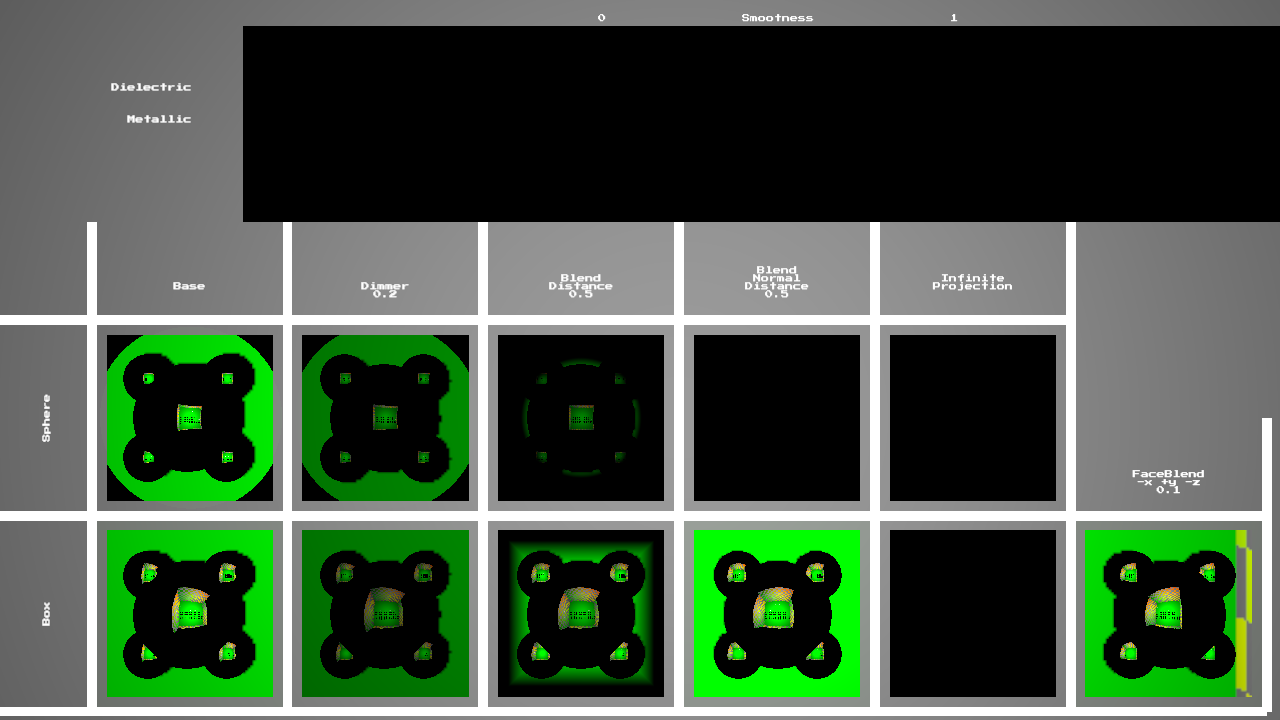 0 Smootness 1
Dielectric
Metallic
Base
Dimmer
0.2
Blend
Distance
0.5
Blend
Normal
Distance
0.5
Infinite
Projection
Sphere
FaceBlend
-x +y -z
0.1
Box